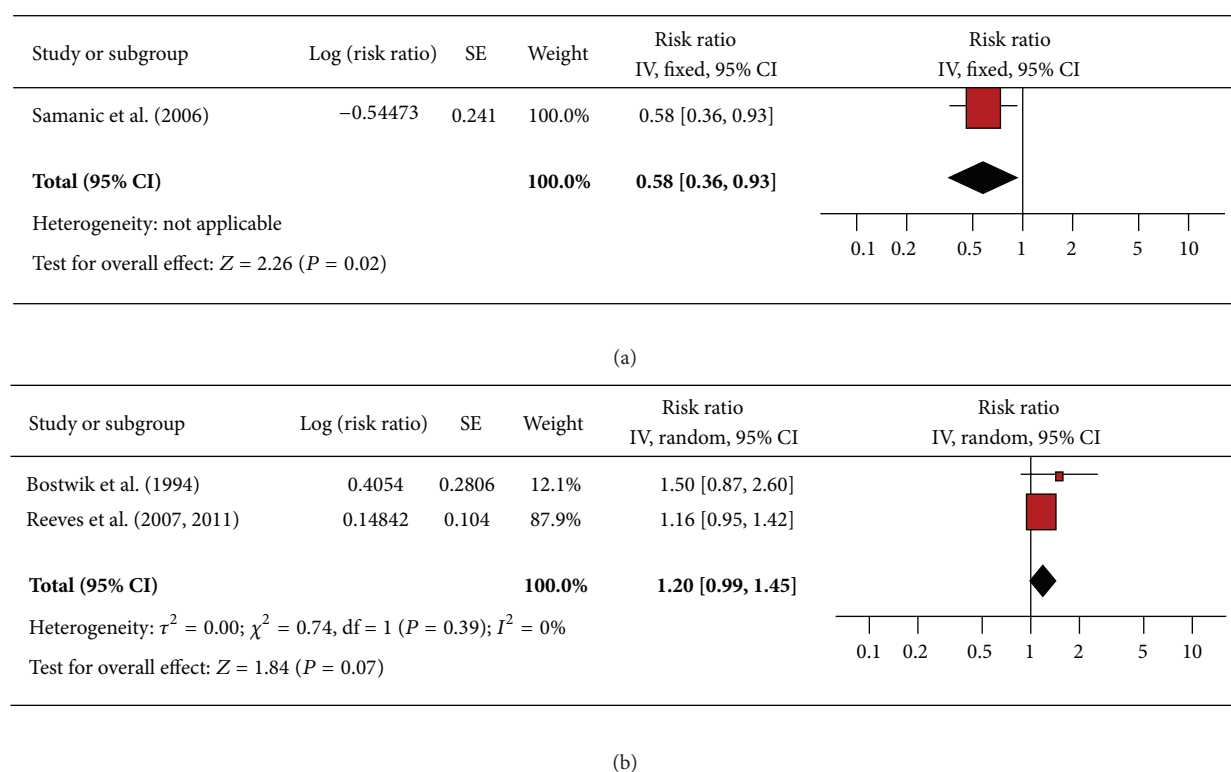 Study or subgroup Log (risk ratio) SE Weight Risk ratio Risk ratio
IV, fixed, 95% CI IV, fixed, 95% CI
Samanic et al. (2006) −0.54473 0.241 100.0% 0.58 [0.36, 0.93]
Total (95% CI) 100.0% 0.58 [0.36, 0.93]
Heterogeneity: not applicable
Test for overall effect: Z = 2.26 (P = 0.02)
0.1 0.2 0.5 1 2 5 10
(a)
Study or subgroup Log (risk ratio) SE Weight Risk ratio Risk ratio
IV, random, 95% CI IV, random, 95% CI
Bostwik et al. (1994) 0.4054 0.2806 12.1% 1.50 [0.87, 2.60]
Reeves et al. (2007, 2011) 0.14842 0.104 87.9% 1.16 [0.95, 1.42]
Total (95% CI) 100.0% 1.20 [0.99, 1.45]
Heterogeneity: τ² = 0.00; χ² = 0.74, df = 1 (P = 0.39); I² = 0%
Test for overall effect: Z = 1.84 (P = 0.07)
0.1 0.2 0.5 1 2 5 10
(b)